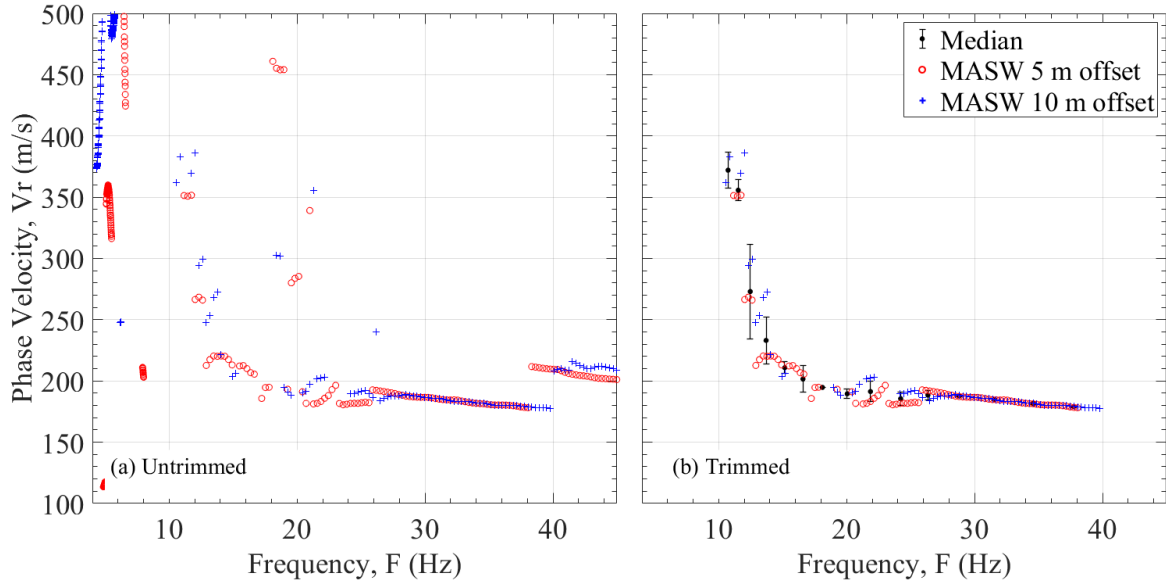 500
450
400
350
300
250
200
150
100
Phase Velocity, Vr (m/s)
(a) Untrimmed
10
20
30
40
Frequency, F (Hz)
Median
MASW 5 m offset
MASW 10 m offset
(b) Trimmed
10
20
30
40
Frequency, F (Hz)